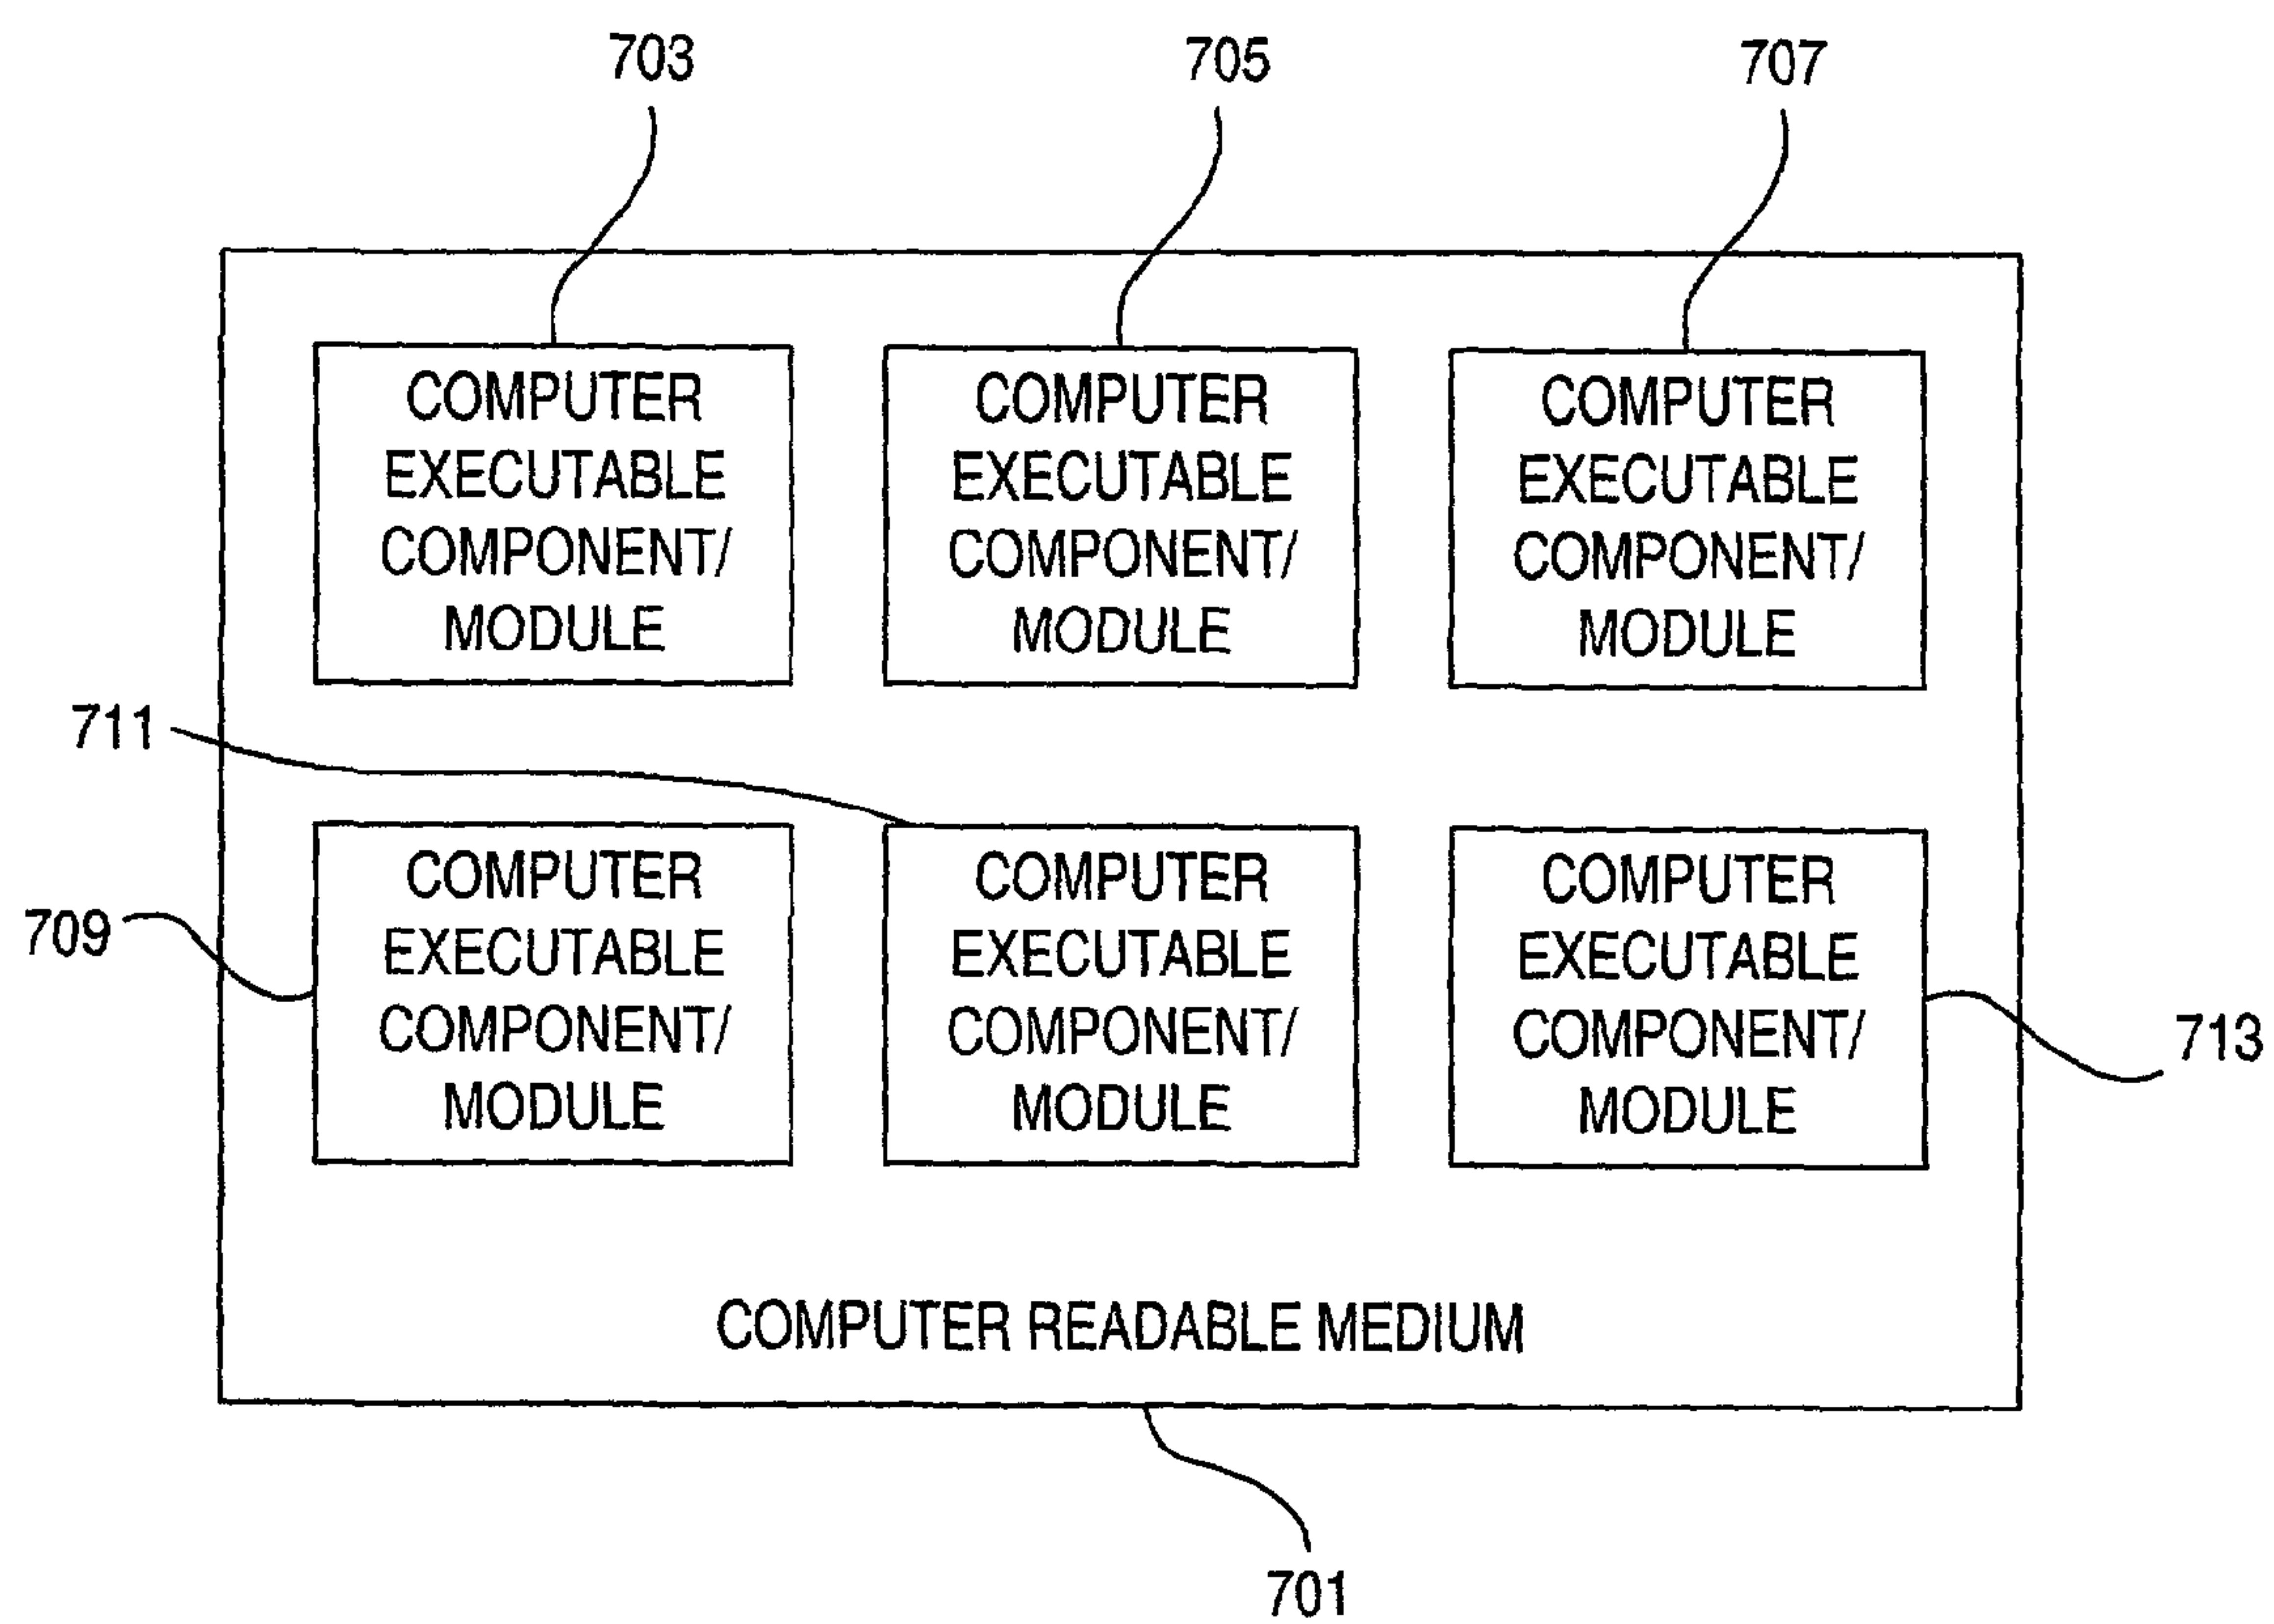 703
705
707
COMPUTER
EXECUTABLE
COMPONENT/
MODULE
COMPUTER
EXECUTABLE
COMPONENT/
MODULE
COMPUTER
EXECUTABLE
COMPONENT/
MODULE
711
709
COMPUTER
EXECUTABLE
COMPONENT/
MODULE
COMPUTER
EXECUTABLE
COMPONENT/
MODULE
COMPUTER
EXECUTABLE
COMPONENT/
MODULE
713
COMPUTER READABLE MEDIUM
701